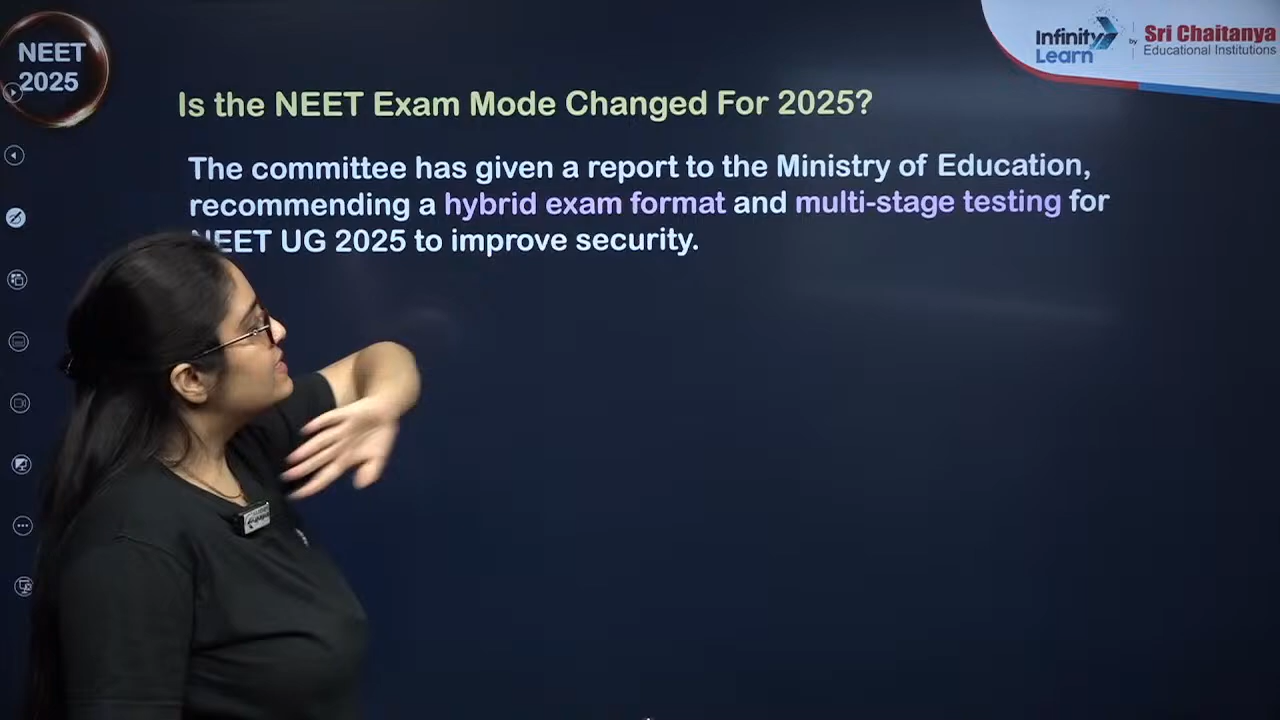 NEET
2025
Infinity
Learn
by
Sri Chaitanya
Educational Institutions
Is the NEET Exam Mode Changed For 2025?
The committee has given a report to the Ministry of Education,
recommending a hybrid exam format and multi-stage testing for
NEET UG 2025 to improve security.